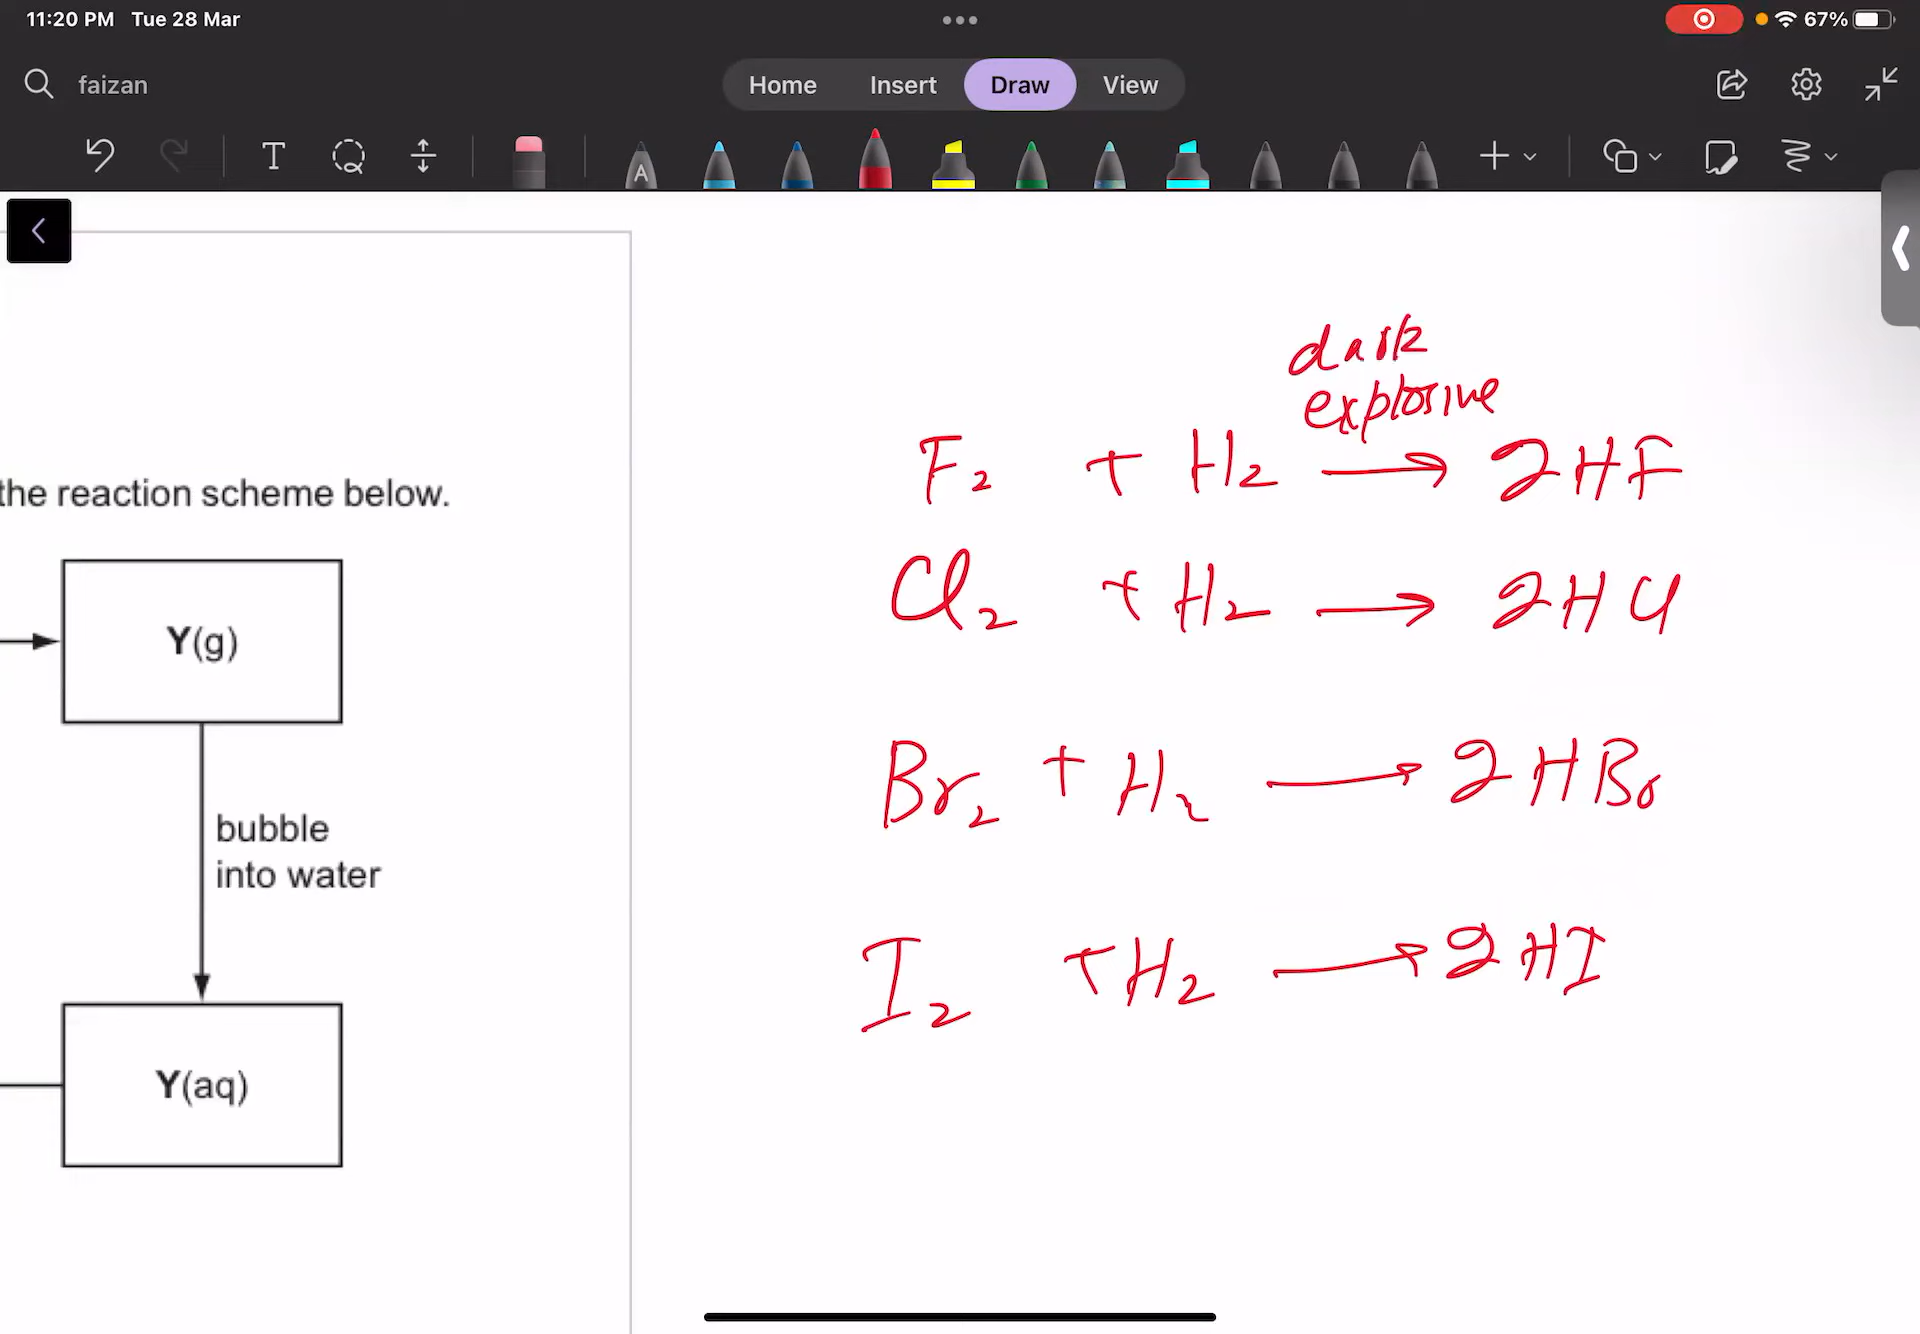 11:20 PM Tue 28 Mar
67%
faizan
Home Insert Draw View
T
A
the reaction scheme below.
Y(g)
bubble
into water
Y(aq)
dark
explosive
F₂ + H₂ → 2HF
Cl₂ + H₂ → 2HCl
Br₂ + H₂ → 2HBr
I₂ + H₂ → 2HI